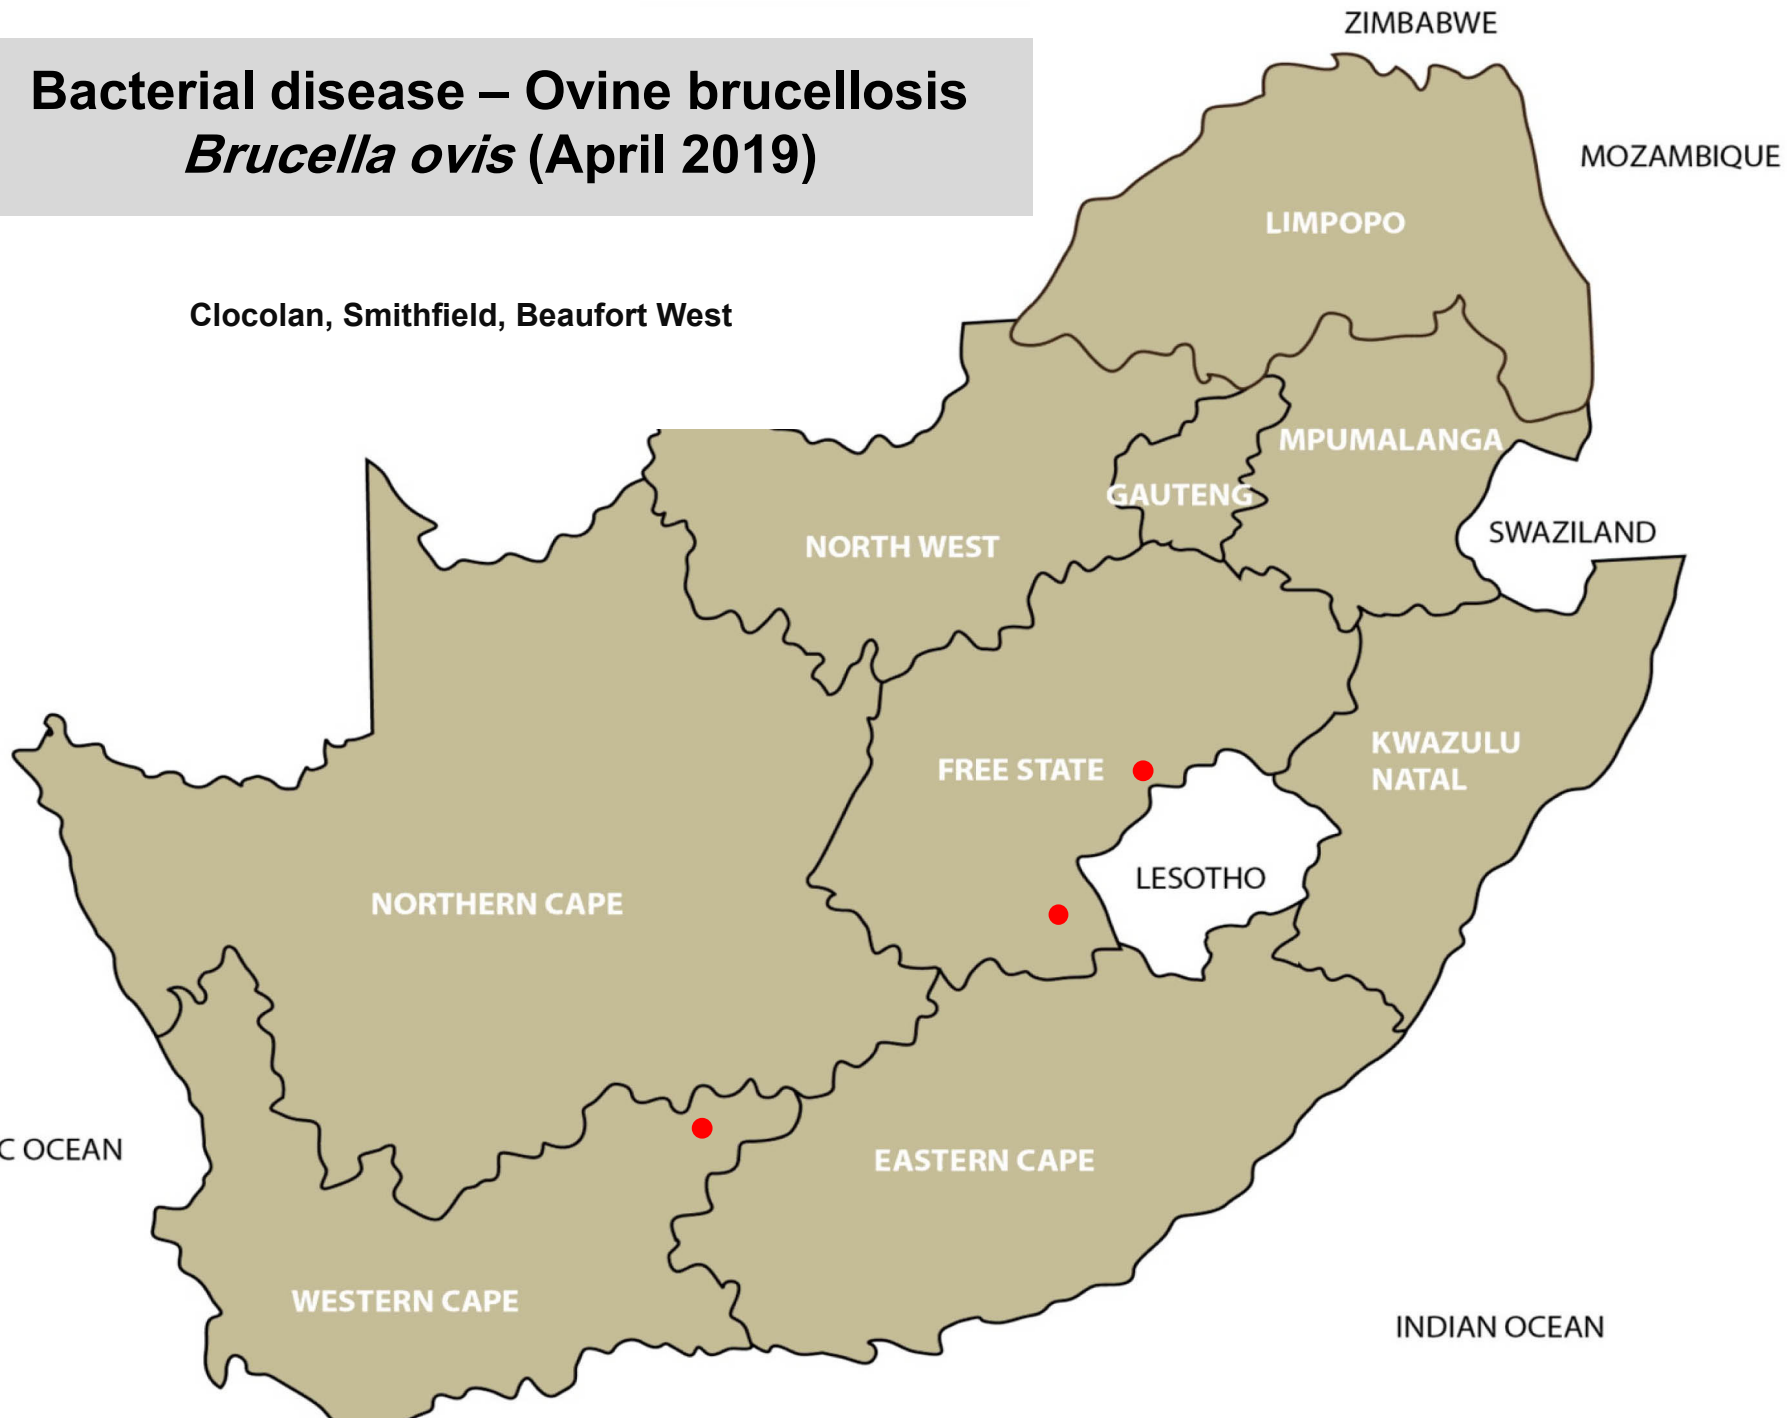 ZIMBABWE
Bacterial disease – Ovine brucellosis
Brucella ovis (April 2019)
MOZAMBIQUE
LIMPOPO
Clocolan, Smithfield, Beaufort West
MPUMALANGA
GAUTENG
SWAZILAND
NORTH WEST
KWAZULU
NATAL
FREE STATE
LESOTHO
NORTHERN CAPE
C OCEAN
EASTERN CAPE
WESTERN CAPE
INDIAN OCEAN